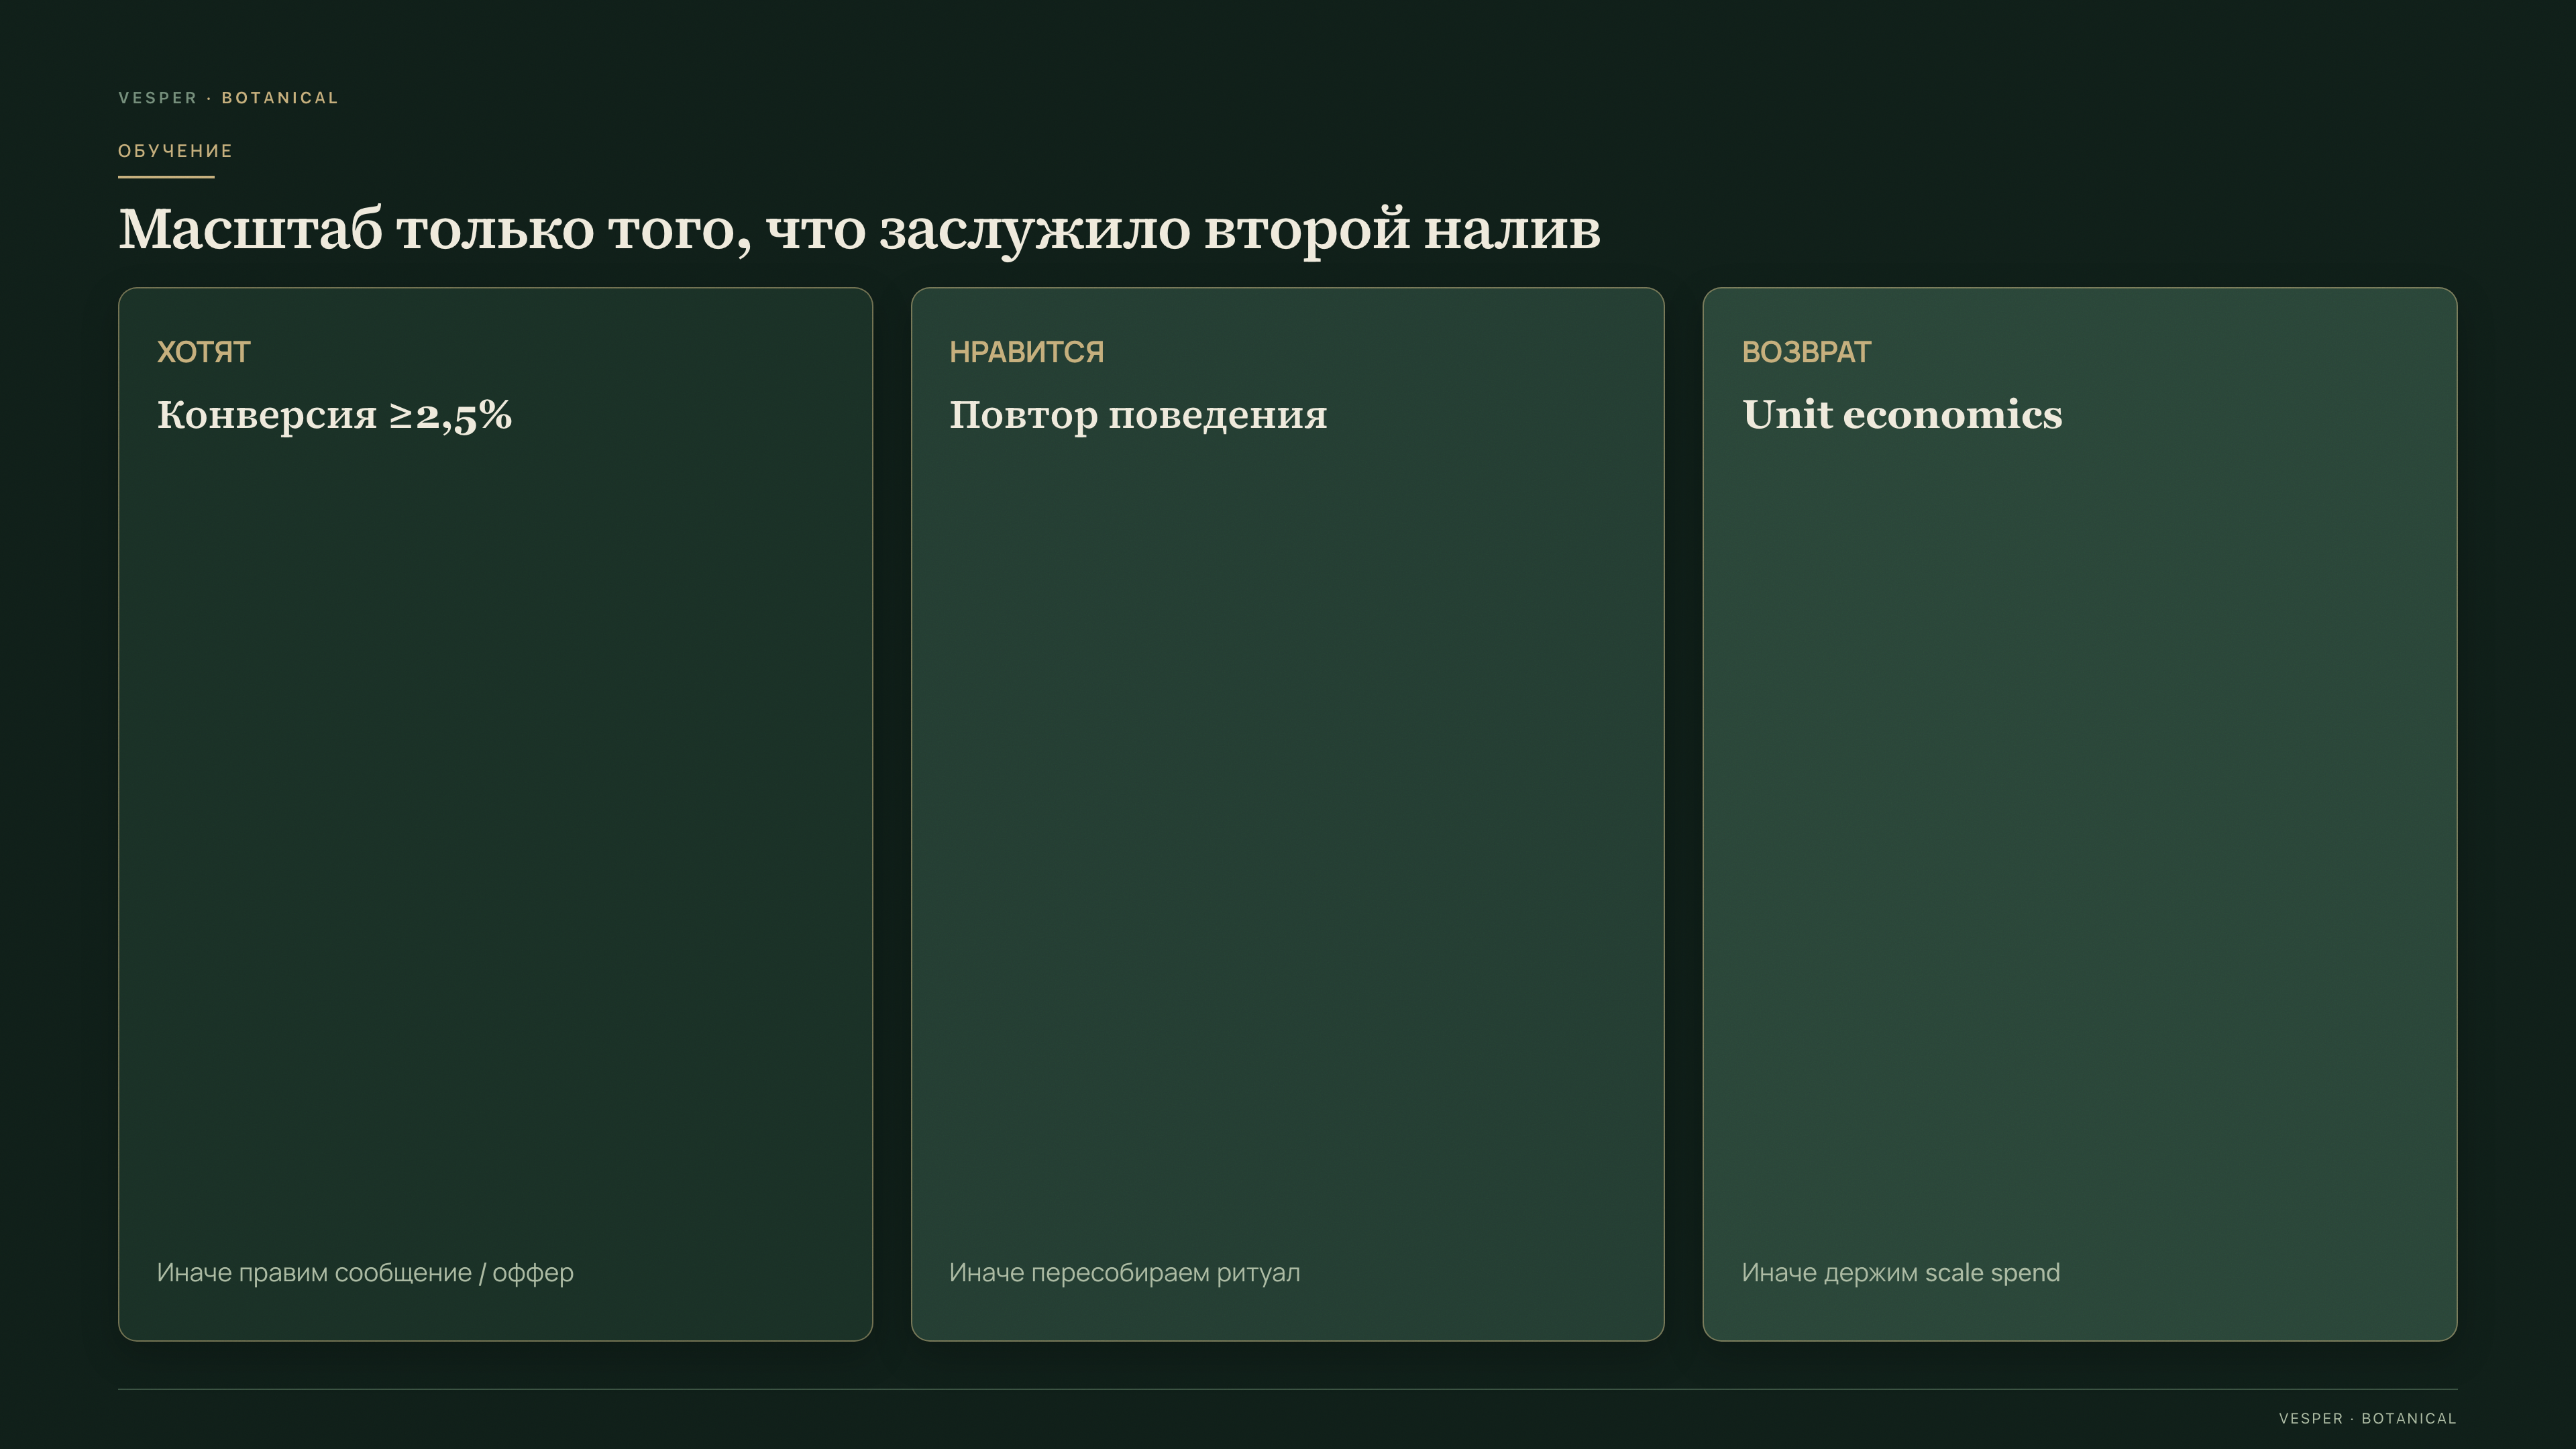 VESPER · BOTANICAL
ОБУЧЕНИЕ
Масштаб только того, что заслужило второй налив
ХОТЯТ
Конверсия ≥2,5%
Иначе правим сообщение / оффер
НРАВИТСЯ
Повтор поведения
Иначе пересобираем ритуал
ВОЗВРАТ
Unit economics
Иначе держим scale spend
VESPER · BOTANICAL